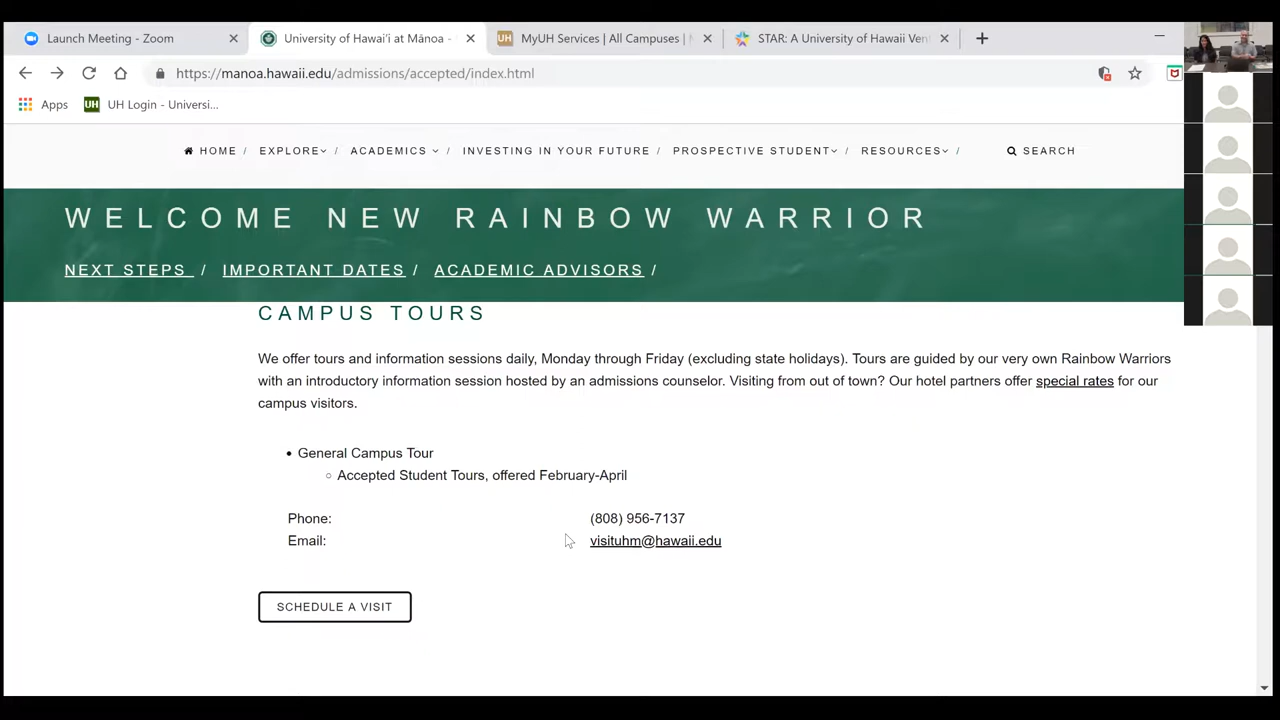 Launch Meeting - Zoom
University of Hawai'i at Mānoa -
MyUH Services | All Campuses |
STAR: A University of Hawaii Ven
https://manoa.hawaii.edu/admissions/accepted/index.html
Apps
UH Login - Universi...
HOME / EXPLORE / ACADEMICS / INVESTING IN YOUR FUTURE / PROSPECTIVE STUDENT / RESOURCES / SEARCH
WELCOME NEW RAINBOW WARRIOR
NEXT STEPS / IMPORTANT DATES / ACADEMIC ADVISORS /
CAMPUS TOURS
We offer tours and information sessions daily, Monday through Friday (excluding state holidays). Tours are guided by our very own Rainbow Warriors
with an introductory information session hosted by an admissions counselor. Visiting from out of town? Our hotel partners offer special rates for our
campus visitors.
General Campus Tour
Accepted Student Tours, offered February-April
Phone: (808) 956-7137
Email: visituhm@hawaii.edu
SCHEDULE A VISIT